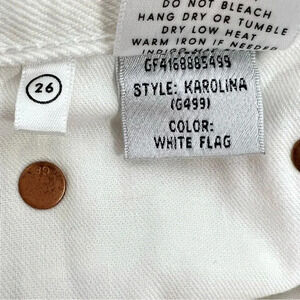 DO NOT BLEACH
HANG DRY OR TUMBLE
DRY LOW HEAT
WARM IRON IF NEEDED
GF4168885499
STYLE: KAROLINA
(G499)
COLOR:
WHITE FLAG
26